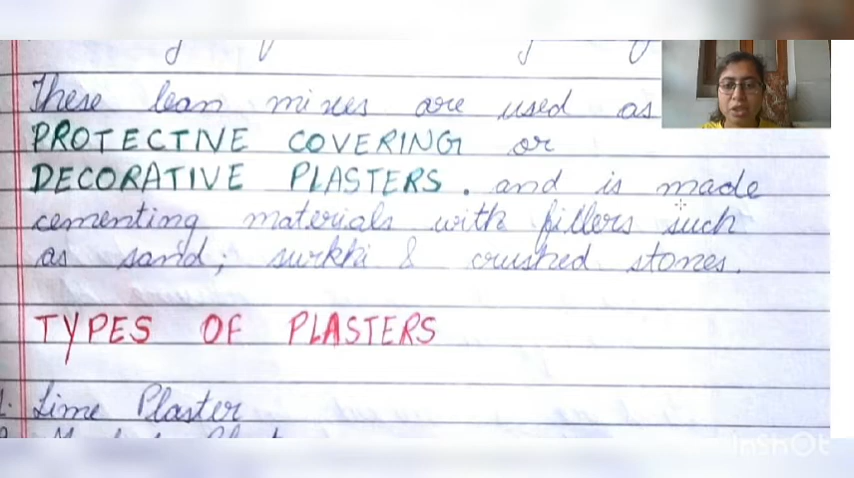 These lean mixes are used as
PROTECTIVE COVERING or
DECORATIVE PLASTERS. and is made
cementing materials with fillers such
as sand; surkhi & crushed stones.
TYPES OF PLASTERS
1. Lime Plaster
inshot